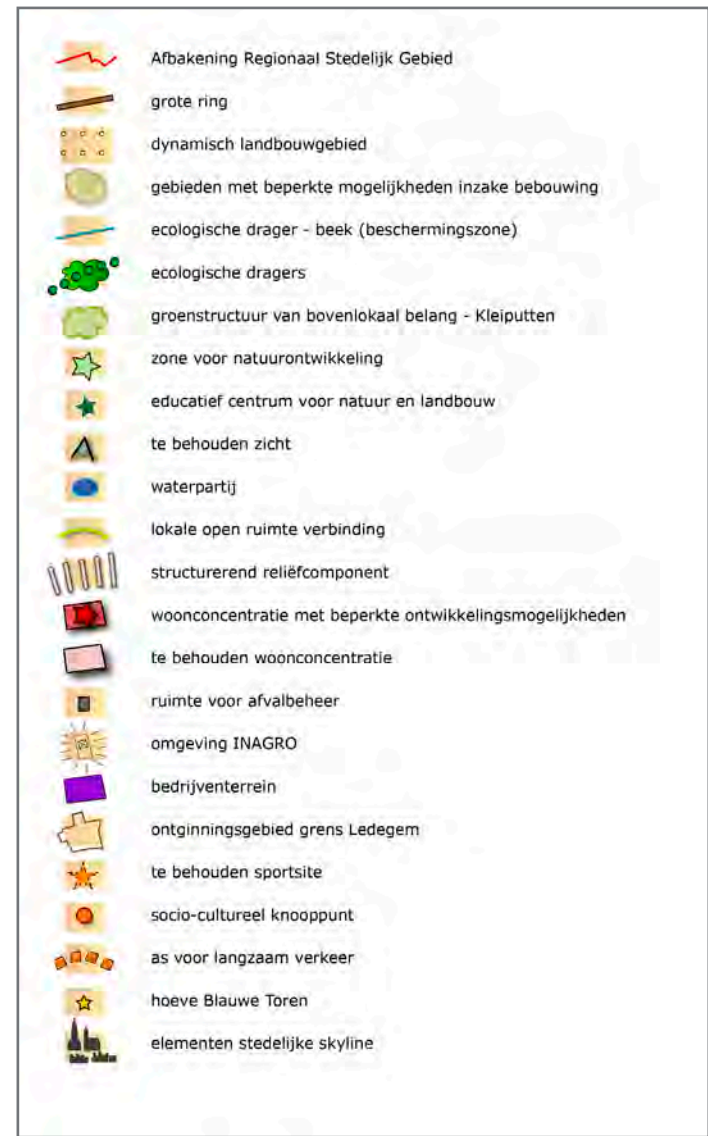 Afbakening Regionaal Stedelijk Gebied
grote ring
dynamisch landbouwgebied
gebieden met beperkte mogelijkheden inzake bebouwing
ecologische drager - beek (beschermingszone)
ecologische dragers
groenstructuur van bovenlokaal belang - Kleiputten
zone voor natuurontwikkeling
educatief centrum voor natuur en landbouw
te behouden zicht
waterpartij
lokale open ruimte verbinding
structurerend reliëfcomponent
woonconcentratie met beperkte ontwikkelingsmogelijkheden
te behouden woonconcentratie
ruimte voor afvalbeheer
omgeving INAGRO
bedrijventerrein
ontginningsgebied grens Ledegem
te behouden sportsite
socio-cultureel knooppunt
as voor langzaam verkeer
hoeve Blauwe Toren
elementen stedelijke skyline